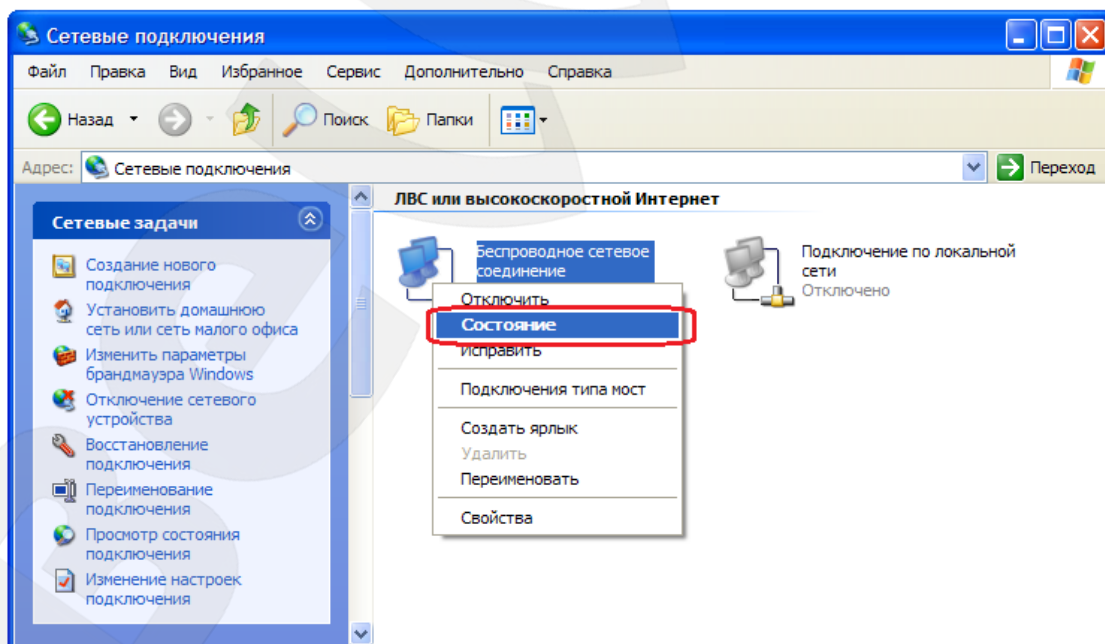 Сетевые подключения
Файл Правка Вид Избранное Сервис Дополнительно Справка
Назад Поиск Папки
Адрес: Сетевые подключения Переход
Сетевые задачи
Создание нового
подключения
Установить домашнюю
сеть или сеть малого офиса
Изменить параметры
брандмауэра Windows
Отключение сетевого
устройства
Восстановление
подключения
Переименование
подключения
Просмотр состояния
подключения
Изменение настроек
подключения
ЛВС или высокоскоростной Интернет
Беспроводное сетевое
соединение
Подключение по локальной
сети
Отключено
Отключить
Состояние
Исправить
Подключения типа мост
Создать ярлык
Удалить
Переименовать
Свойства